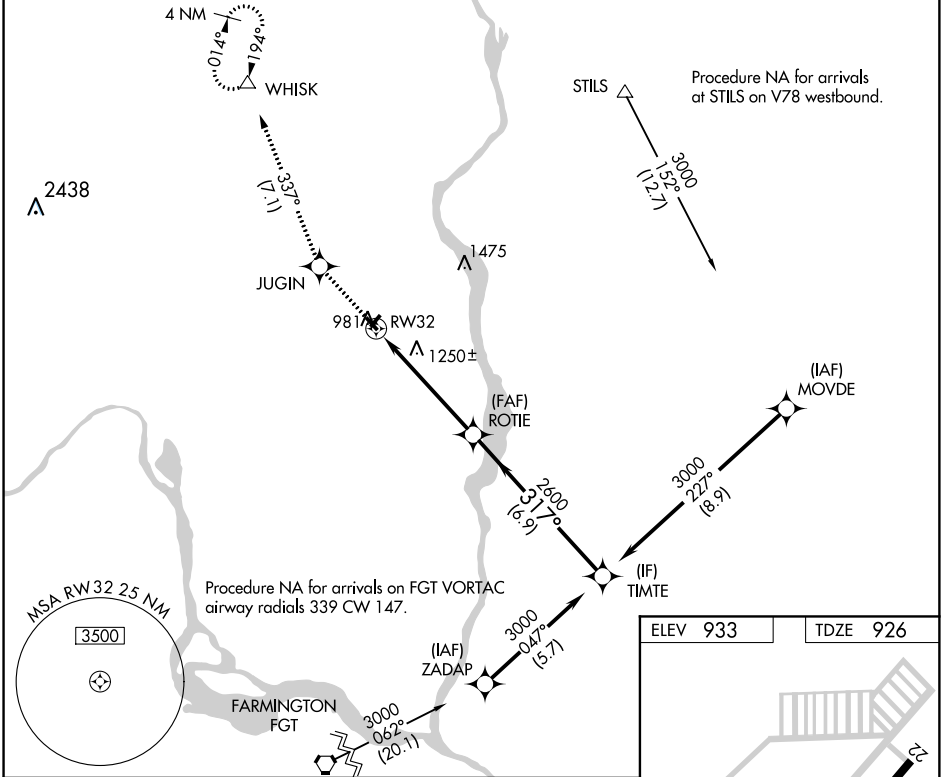 4 NM
014°
194°
WHISK
STILS
Procedure NA for arrivals
at STILS on V78 westbound.
3000
152°
(12.7)
2438
337°
(7.1)
1475
JUGIN
981
RW32
1250±
(IAF)
MOVDE
(FAF)
ROTIE
3000
227°
(8.9)
2600
317°
(6.9)
(IF)
TIMTE
MSA RW32 25 NM
3500
Procedure NA for arrivals on FGT VORTAC
airway radials 339 CW 147.
3000
047°
(5.7)
(IAF)
ZADAP
FARMINGTON
FGT
3000
062°
(20.1)
ELEV 933
TDZE 926
22